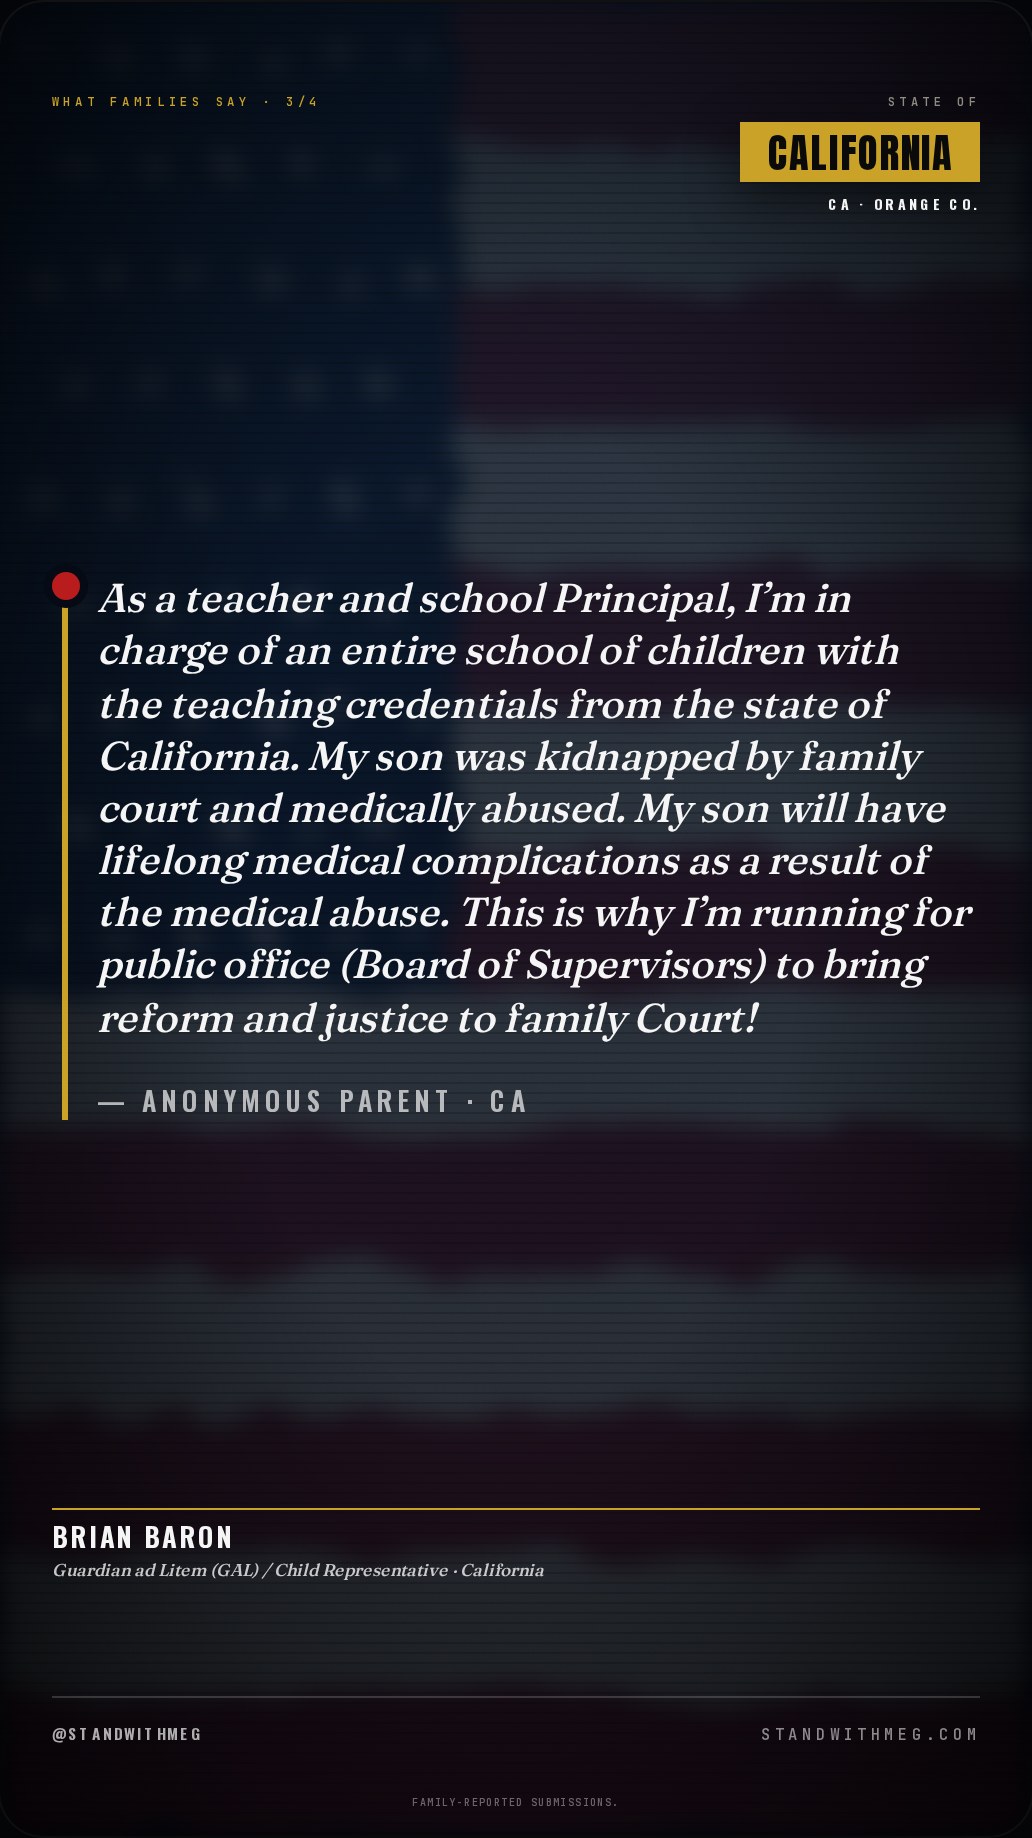 WHAT FAMILIES SAY · 3/4
STATE OF
CALIFORNIA
CA · ORANGE CO.
As a teacher and school Principal, I’m in
charge of an entire school of children with
the teaching credentials from the state of
California. My son was kidnapped by family
court and medically abused. My son will have
lifelong medical complications as a result of
the medical abuse. This is why I’m running for
public office (Board of Supervisors) to bring
reform and justice to family Court!
— ANONYMOUS PARENT · CA
BRIAN BARON
Guardian ad Litem (GAL) / Child Representative · California
@STANDWITHMEG
STANDWITHMEG.COM
FAMILY-REPORTED SUBMISSIONS.